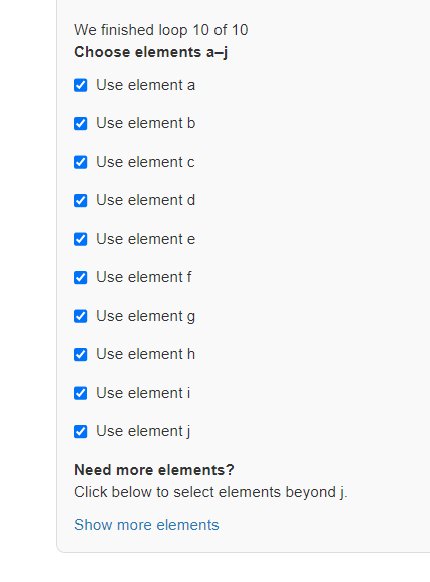 We finished loop 10 of 10
Choose elements a–j
Use element a
Use element b
Use element c
Use element d
Use element e
Use element f
Use element g
Use element h
Use element i
Use element j
Need more elements?
Click below to select elements beyond j.
Show more elements